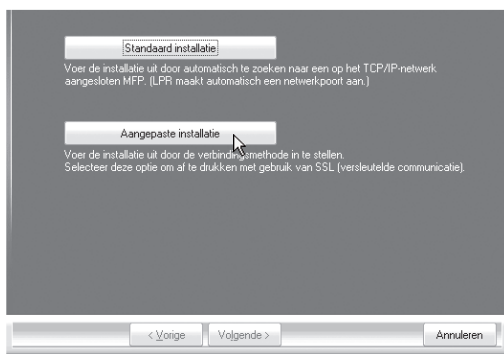 Standaard installatie
Voer de installatie uit door automatisch te zoeken naar een op het TCP/IP-netwerk
aangesloten MFP. (LPR maakt automatisch een netwerkpoort aan.)
Aangepaste installatie
Voer de installatie uit door de verbindingsmethode in te stellen.
Selecteer deze optie om af te drukken met gebruik van SSL (versleutelde communicatie).
< Vorige
Volgende >
Annuleren